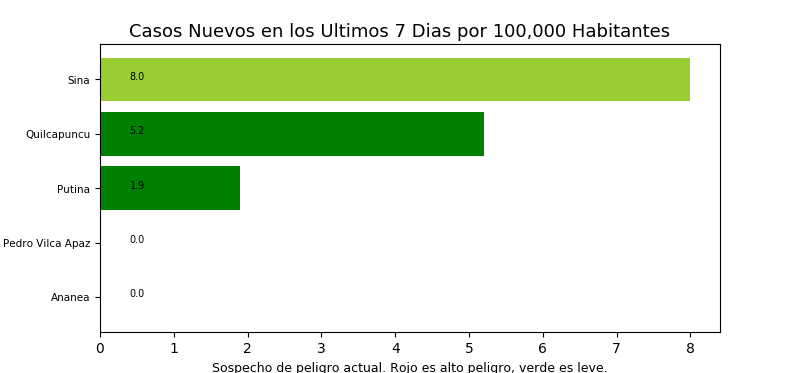 Casos Nuevos en los Ultimos 7 Dias por 100,000 Habitantes
Sina 8.0
Quilcapuncu 5.2
Putina 1.9
Pedro Vilca Apaz 0.0
Ananea 0.0
0 1 2 3 4 5 6 7 8
Sospecho de peligro actual. Rojo es alto peligro, verde es leve.